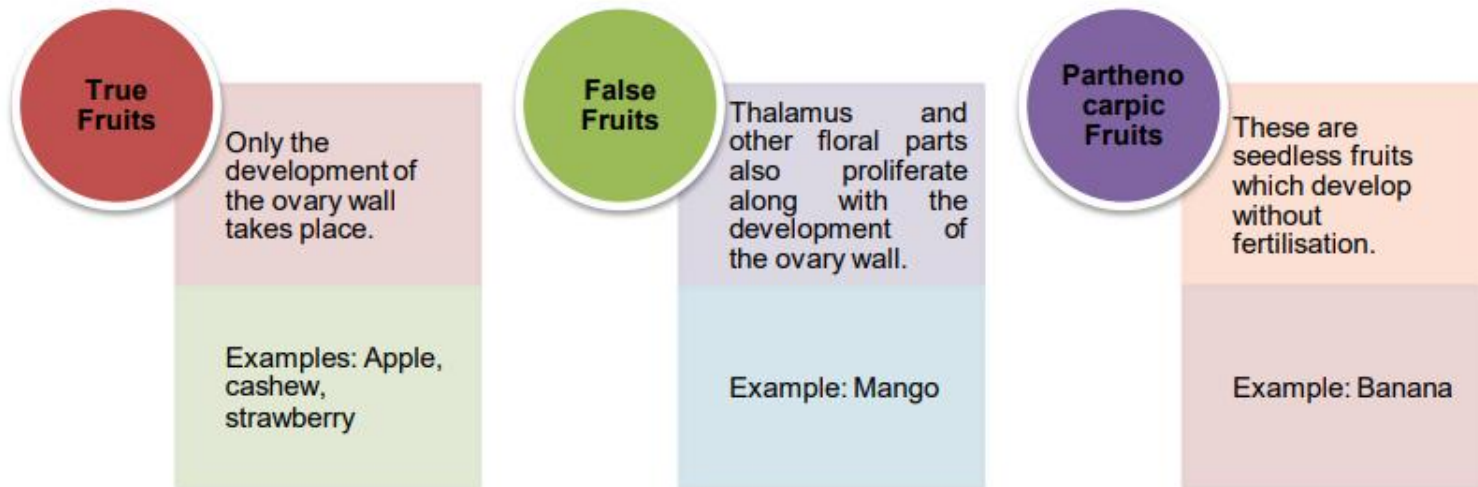 True
Fruits
Only the
development of
the ovary wall
takes place.
Examples: Apple,
cashew,
strawberry
False
Fruits
Thalamus and
other floral parts
also proliferate
along with the
development of
the ovary wall.
Example: Mango
Partheno
carpic
Fruits
These are
seedless fruits
which develop
without
fertilisation.
Example: Banana